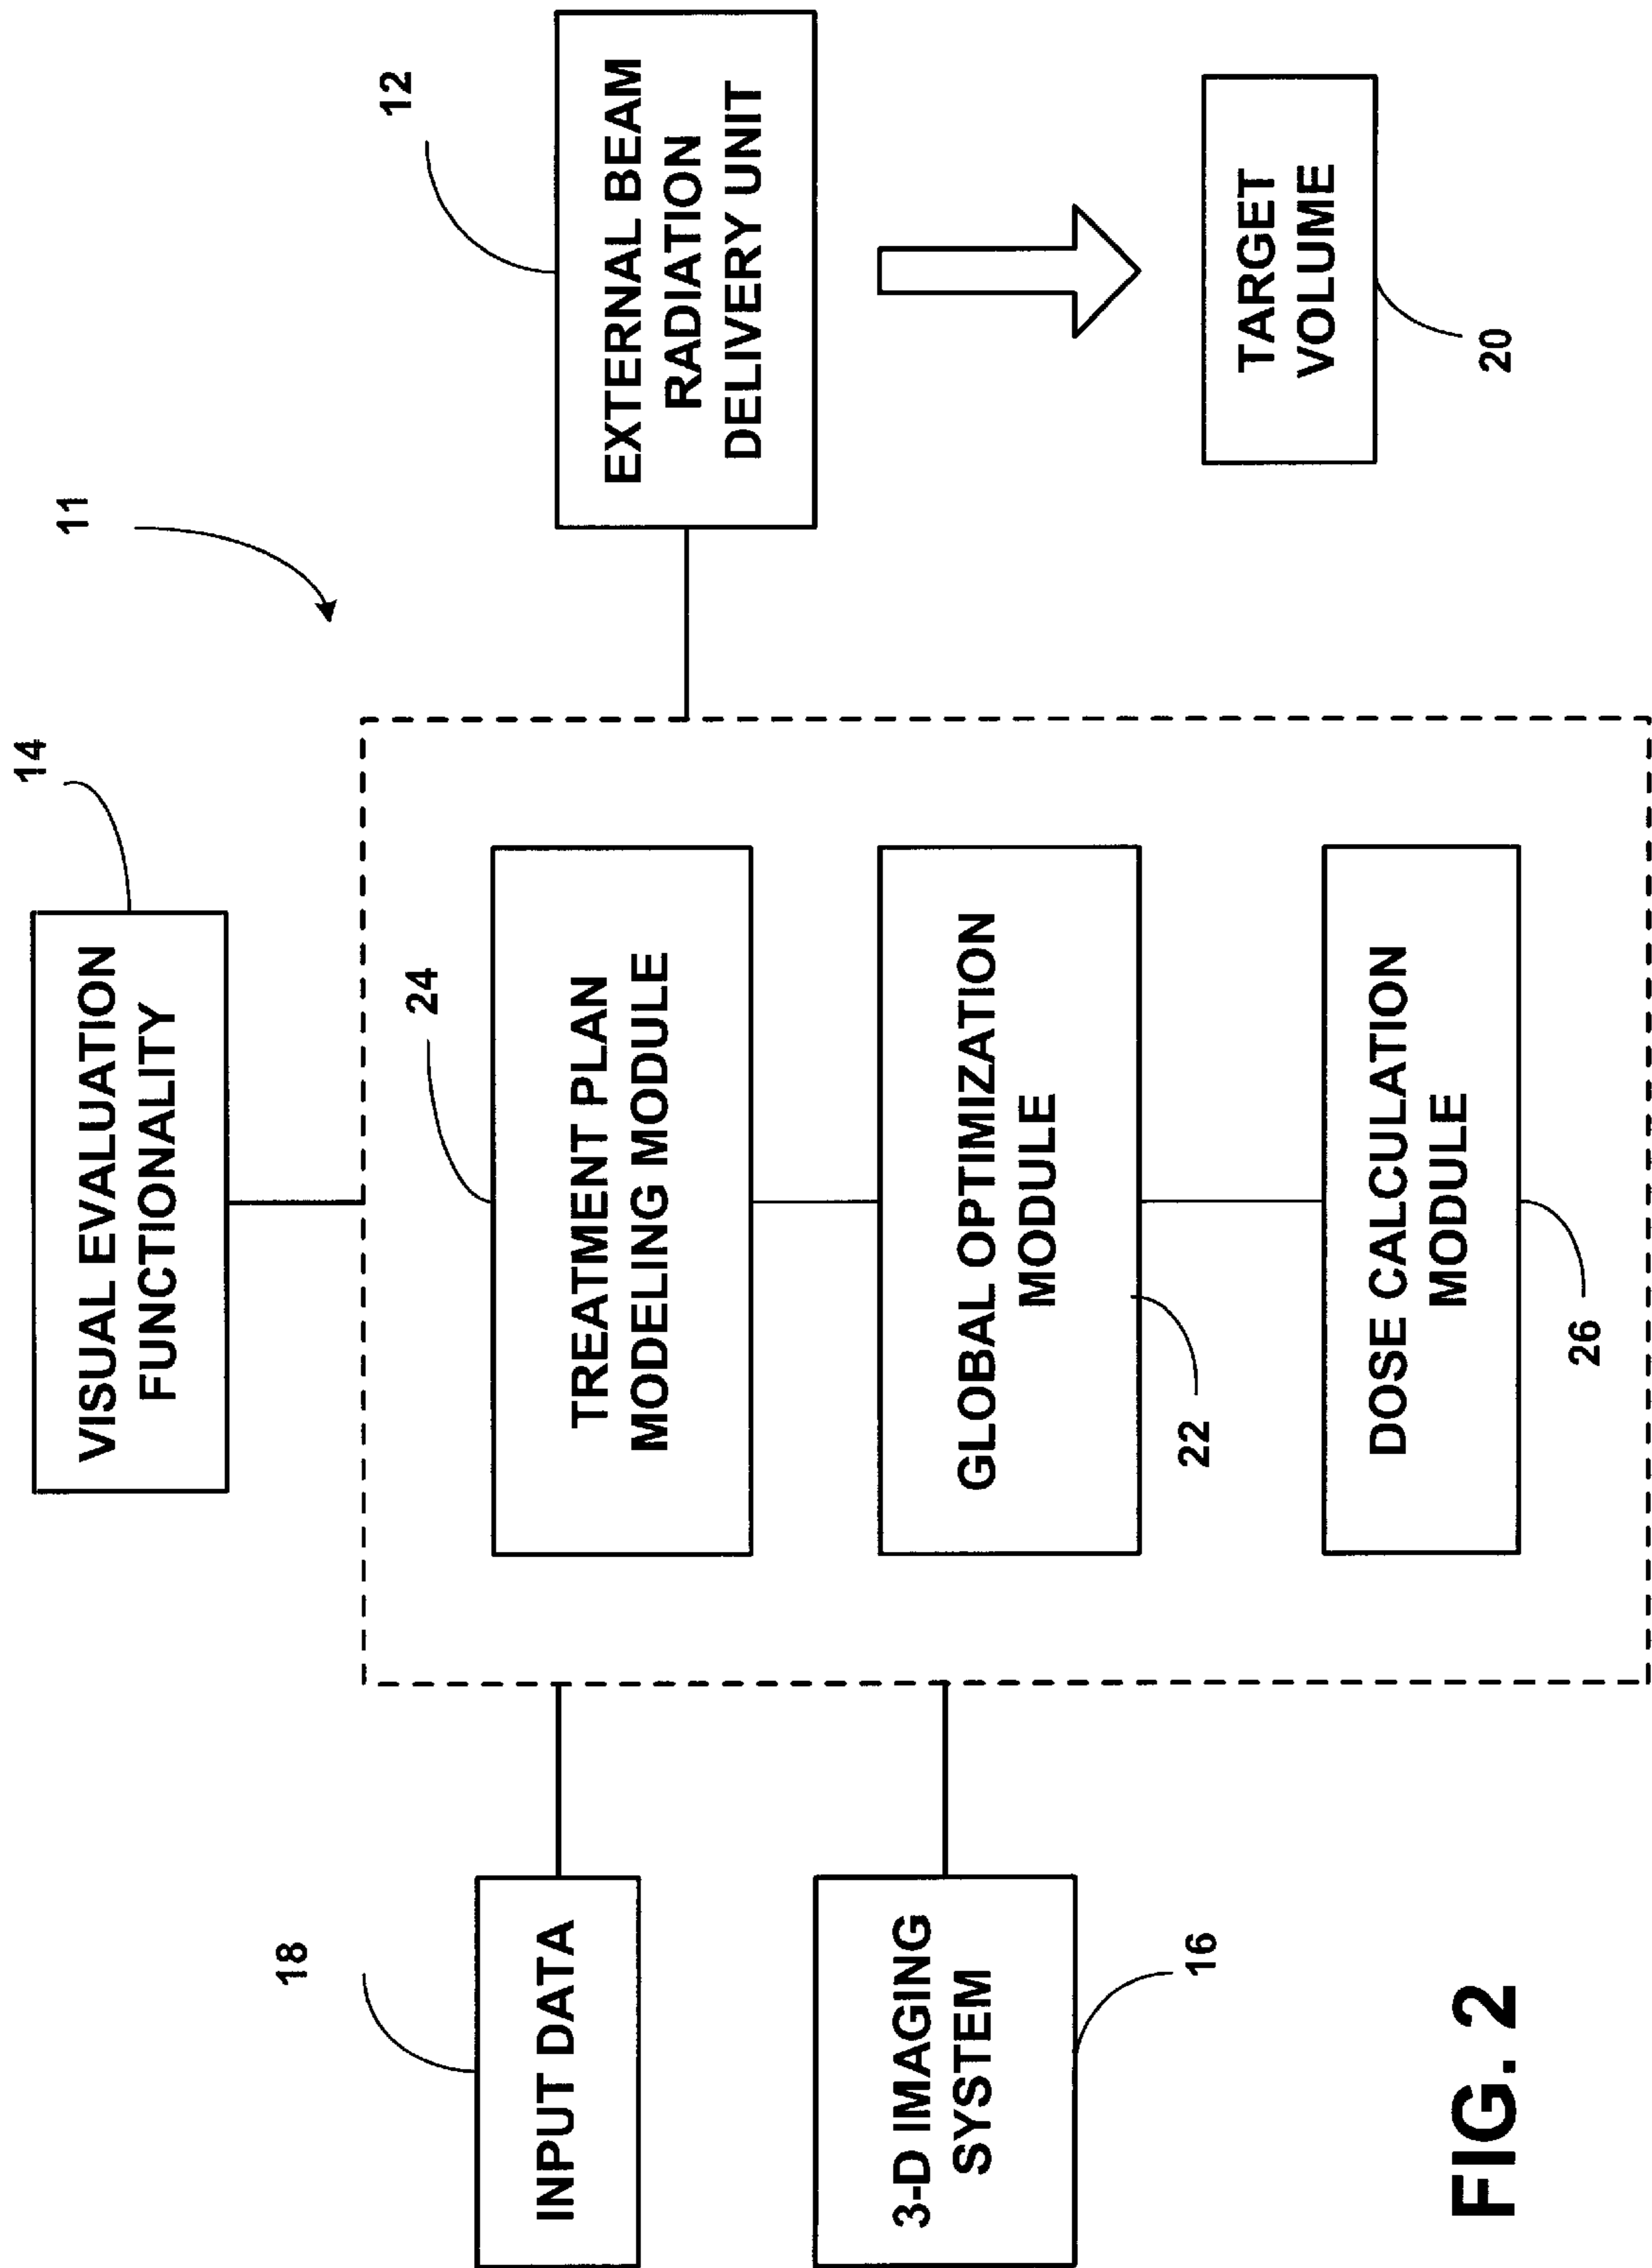 14
VISUAL EVALUATION
FUNCTIONALITY
11
18
INPUT DATA
3-D IMAGING
SYSTEM
16
24
TREATMENT PLAN
MODELING MODULE
GLOBAL OPTIMIZATION
MODULE
22
DOSE CALCULATION
MODULE
26
12
EXTERNAL BEAM
RADIATION
DELIVERY UNIT
TARGET
VOLUME
20
FIG. 2